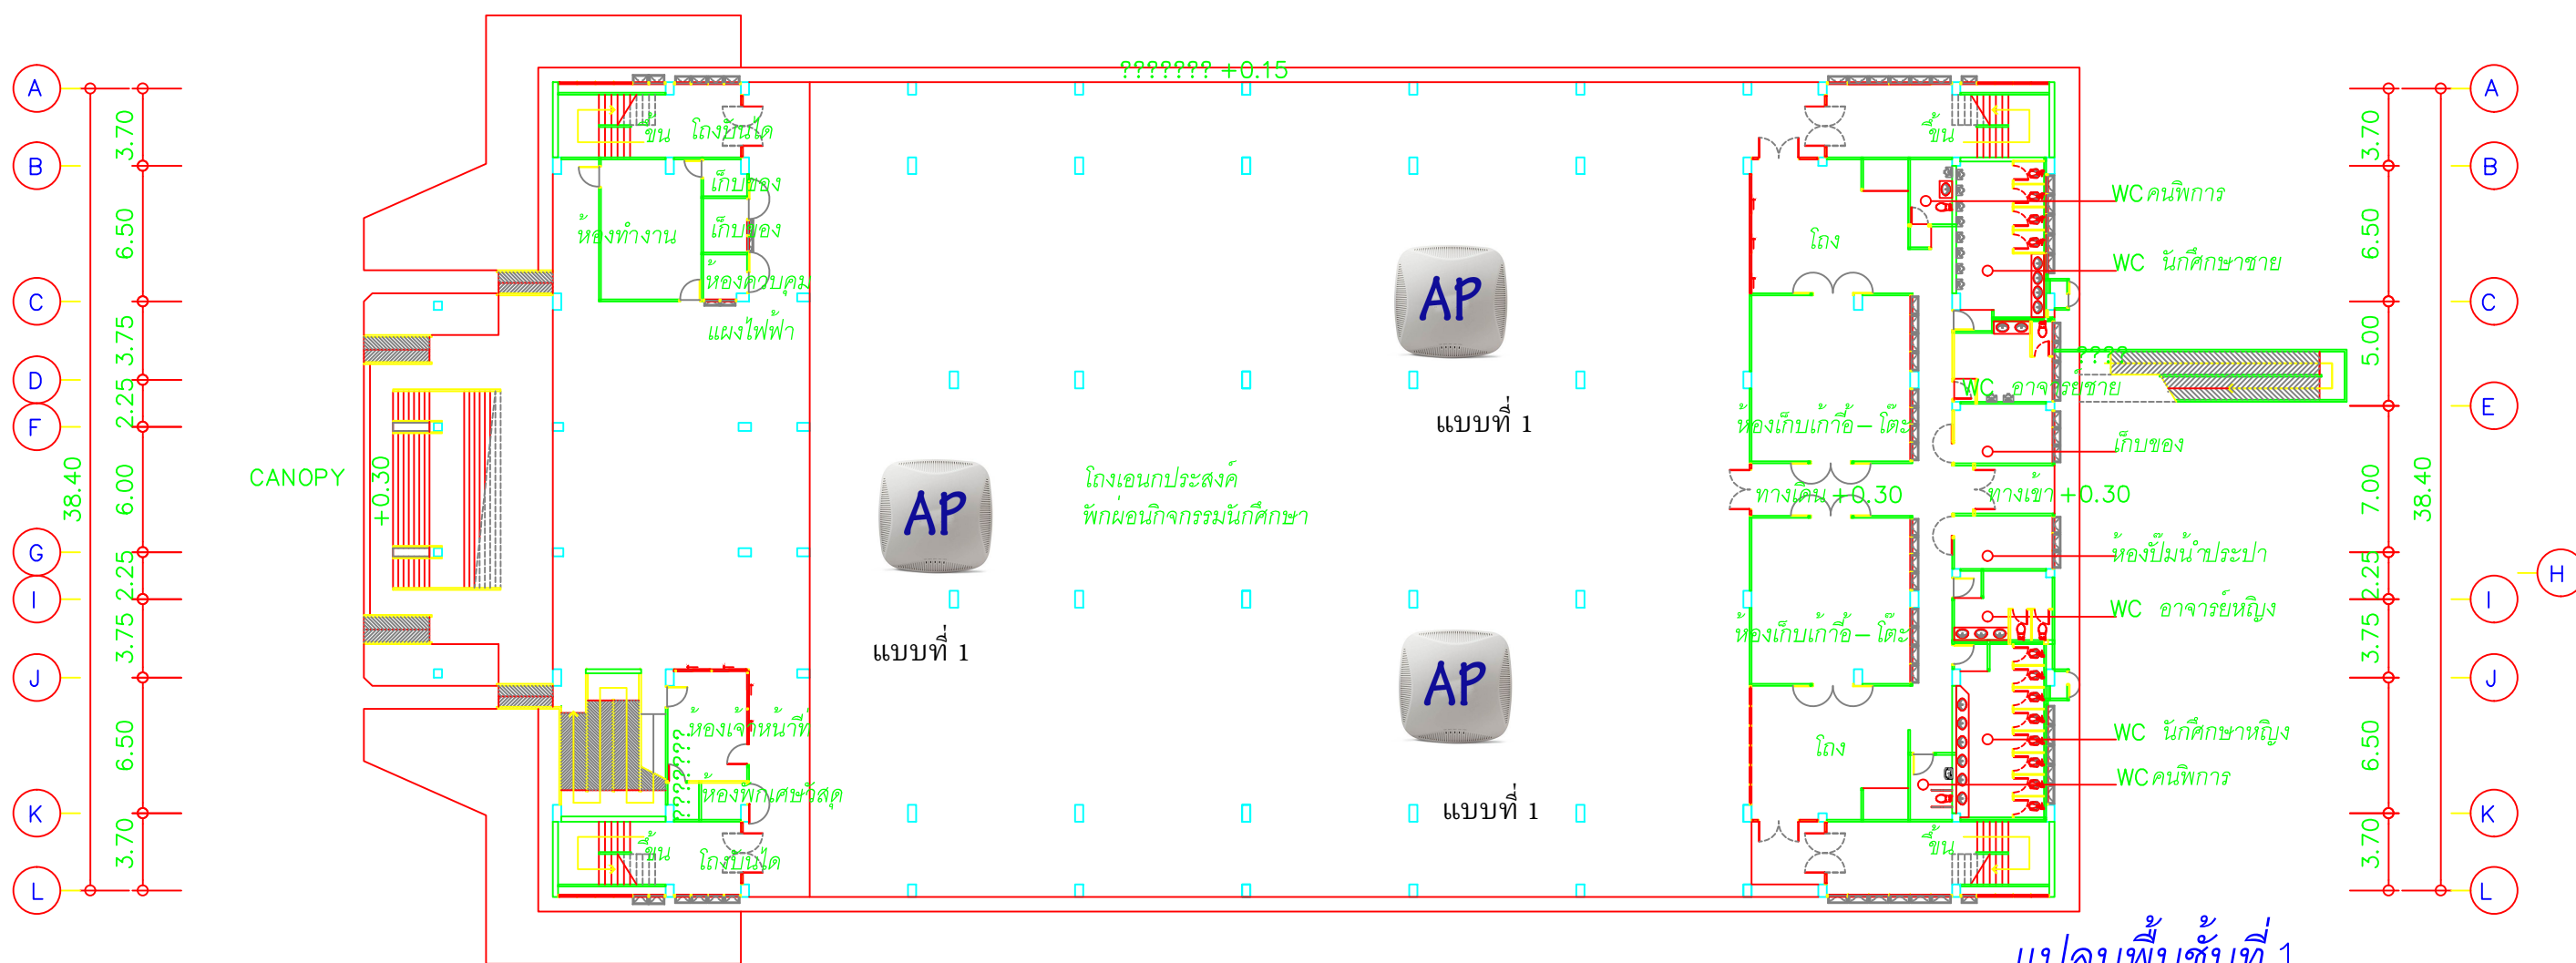 ??????? +0.15
A
A
3.70
3.70
ขึ้น
โถงบันได
ขึ้น
B
B
เก็บของ
WC คนพิการ
6.50
ห้องทำงาน
เก็บของ
โถง
6.50
WC นักศึกษาชาย
ห้องควบคุม
แผงไฟฟ้า
AP
C
C
3.75
5.00
????
D
WC อาจารย์ชาย
2.25
แบบที่ 1
ห้องเก็บเก้าอี้ – โต๊ะ
E
F
เก็บของ
CANOPY
+0.30
38.40
6.00
AP
โถงเอนกประสงค์
พักผ่อนกิจกรรมนักศึกษา
ทางเดิน +0.30
ทางเข้า +0.30
7.00
38.40
G
ห้องปั๊มน้ำประปา
2.25
2.25
H
I
WC อาจารย์หญิง
I
3.75
แบบที่ 1
ห้องเก็บเก้าอี้ – โต๊ะ
3.75
AP
J
J
6.50
ห้องเจ้าหน้าที่
????????
โถง
WC นักศึกษาหญิง
6.50
ห้องพักเศษวัสดุ
WC คนพิการ
แบบที่ 1
K
K
3.70
ขึ้น
โถงบันได
ขึ้น
3.70
L
L
แปลนพื้นชั้นที่ 1